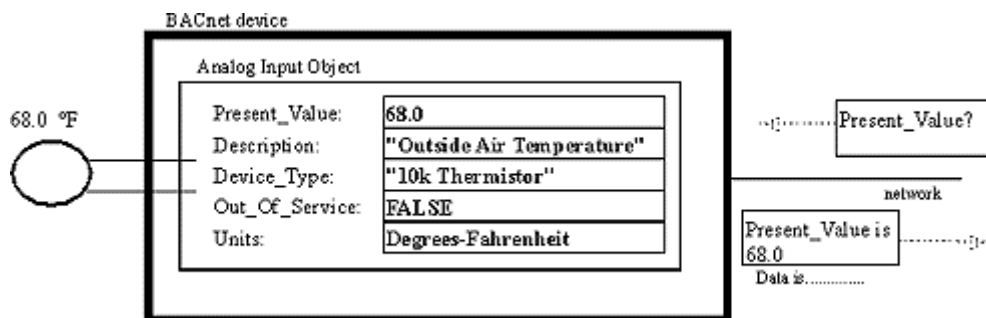 BACnet device
Analog Input Object
68.0 ºF
Present_Value: 68.0
Description: "Outside Air Temperature"
Device_Type: "10k Thermistor"
Out_Of_Service: FALSE
Units: Degrees-Fahrenheit
Present_Value?
network
Present_Value is
68.0
Data is..............